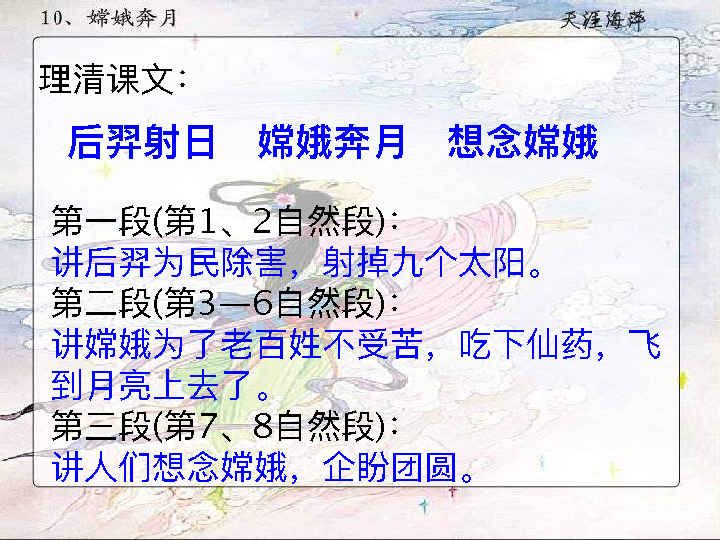 10、嫦娥奔月
天涯海萍
理清课文：
后羿射日 嫦娥奔月 想念嫦娥
第一段(第1、2自然段)：
讲后羿为民除害，射掉九个太阳。
第二段(第3—6自然段)：
讲嫦娥为了老百姓不受苦，吃下仙药，飞
到月亮上去了。
第三段(第7、8自然段)：
讲人们想念嫦娥，企盼团圆。